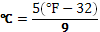 ℃ = 5(°F − 32)
9